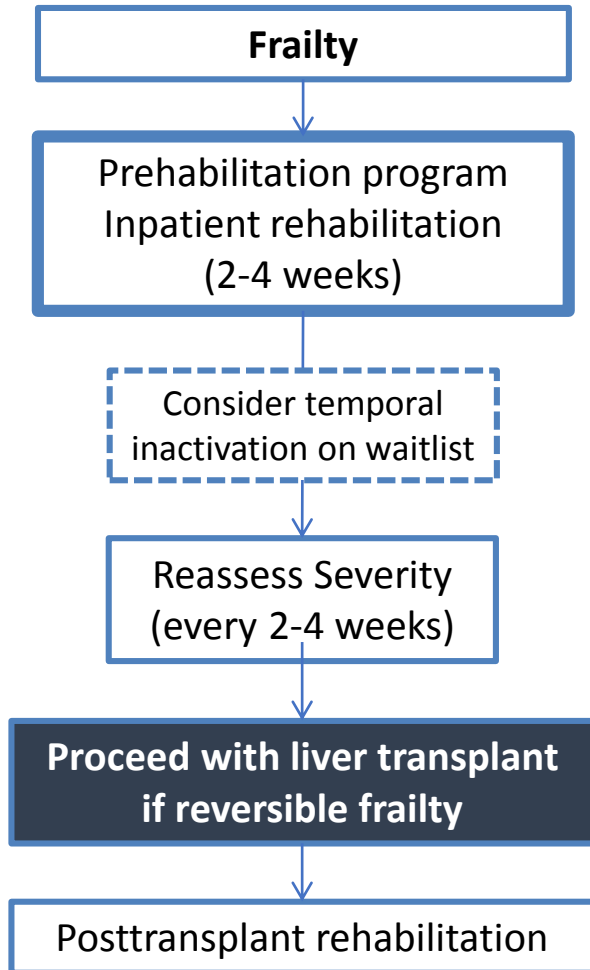 Frailty
Prehabilitation program
Inpatient rehabilitation
(2-4 weeks)
Consider temporal
inactivation on waitlist
Reassess Severity
(every 2-4 weeks)
Proceed with liver transplant
if reversible frailty
Posttransplant rehabilitation